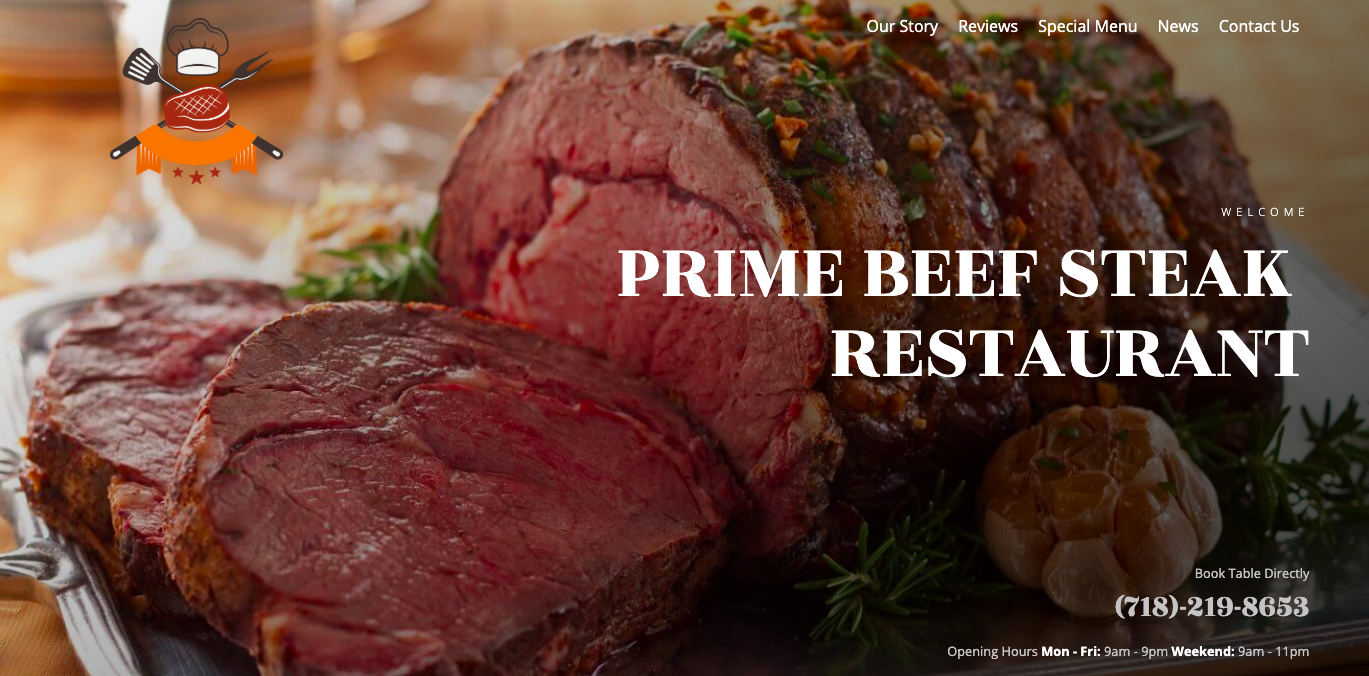 Our Story Reviews Special Menu News Contact Us
WELCOME
PRIME BEEF STEAK
RESTAURANT
Book Table Directly
(718)-219-8653
Opening Hours Mon - Fri: 9am - 9pm Weekend: 9am - 11pm